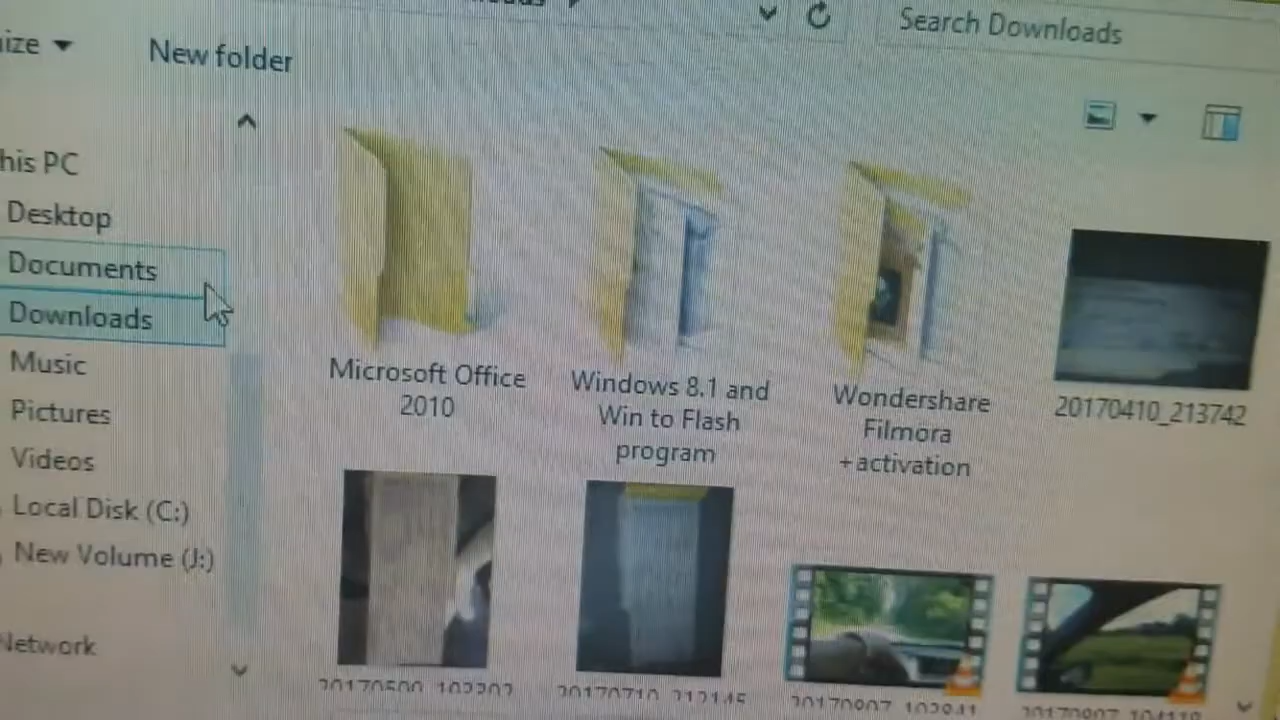 Search Downloads
New folder
his PC
Desktop
Documents
Downloads
Music
Pictures
Videos
Local Disk (C:)
New Volume (J:)
Network
Microsoft Office
2010
Windows 8.1 and
Win to Flash
program
Wondershare
Filmora
+activation
20170410_213742